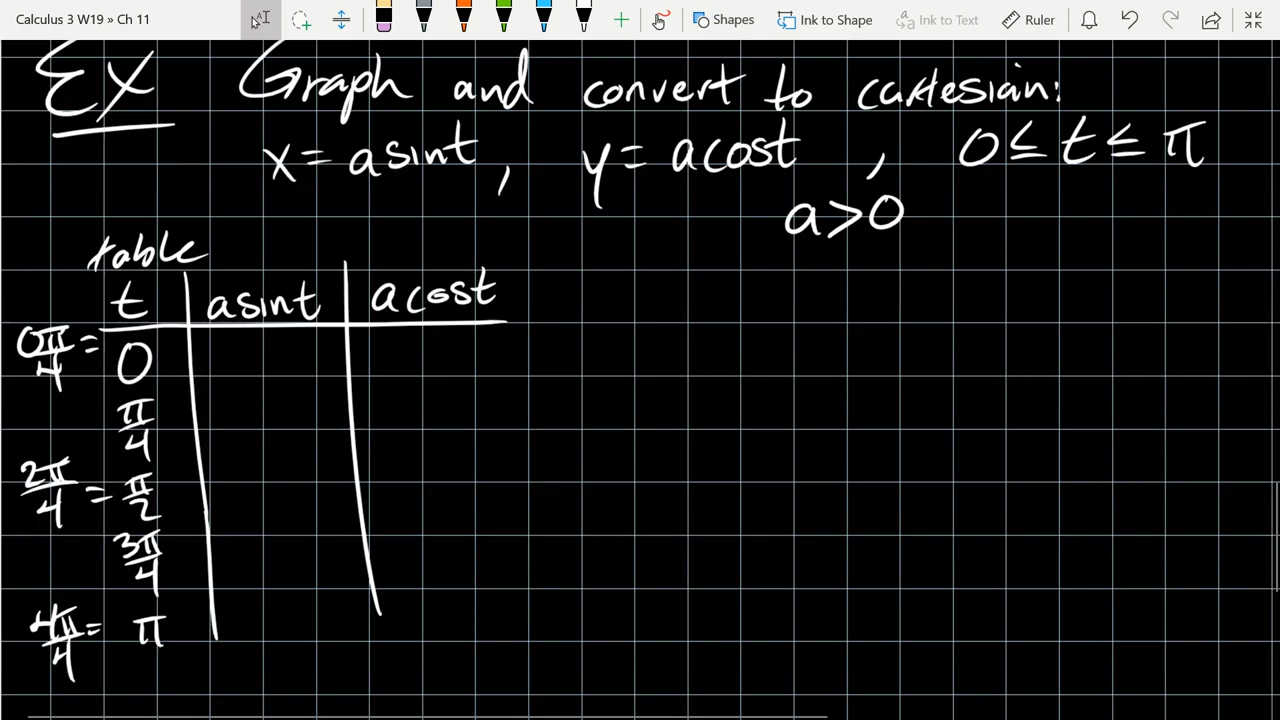 Calculus 3 W19 » Ch 11
Shapes Ink to Shape Ink to Text Ruler
Ex Graph and convert to cartesian:
x = a sin t, y = a cos t, 0 ≤ t ≤ π
a > 0
table
t a sin t a cos t
0π/4 = 0
π/4
2π/4 = π/2
3π/4
4π/4 = π